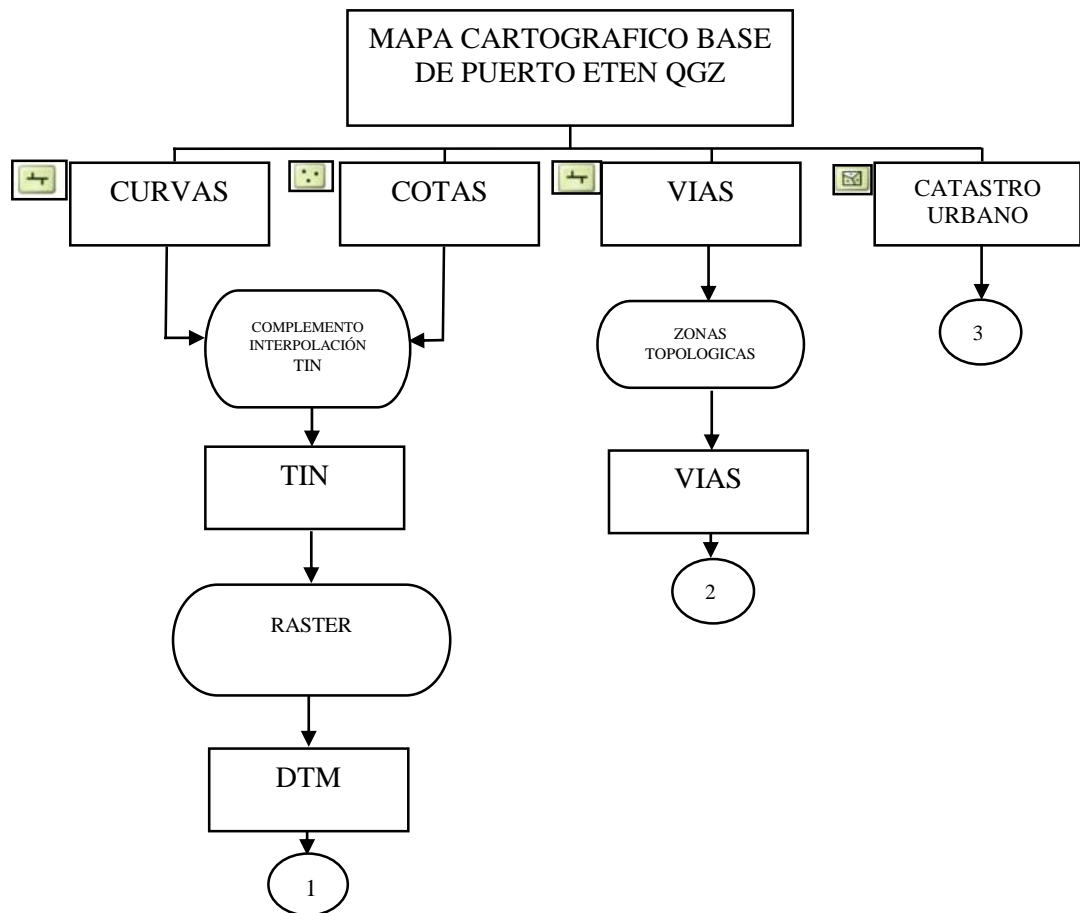 MAPA CARTOGRAFICO BASE
DE PUERTO ETEN QGZ
CURVAS
COTAS
VIAS
CATASTRO
URBANO
COMPLEMENTO
INTERPOLACIÓN
TIN
ZONAS
TOPOLOGICAS
3
TIN
VIAS
2
RASTER
DTM
1